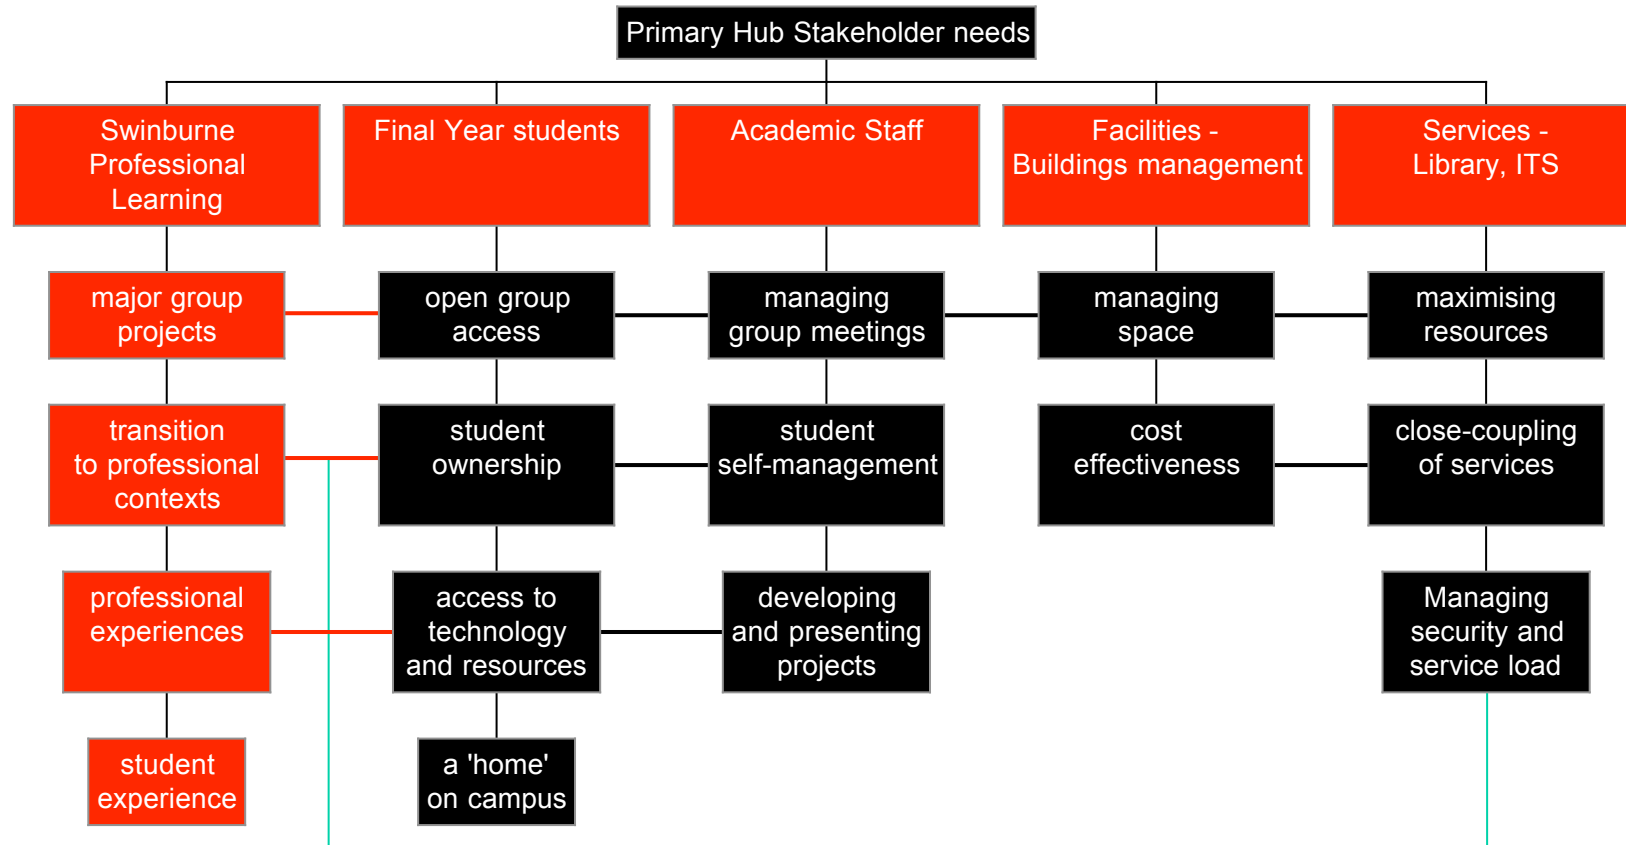 Primary Hub Stakeholder needs
Swinburne
Professional
Learning
Final Year students
Academic Staff
Facilities -
Buildings management
Services -
Library, ITS
major group
projects
open group
access
managing
group meetings
managing
space
maximising
resources
transition
to professional
contexts
student
ownership
student
self-management
cost
effectiveness
close-coupling
of services
professional
experiences
access to
technology
and resources
developing
and presenting
projects
Managing
security and
service load
student
experience
a 'home'
on campus